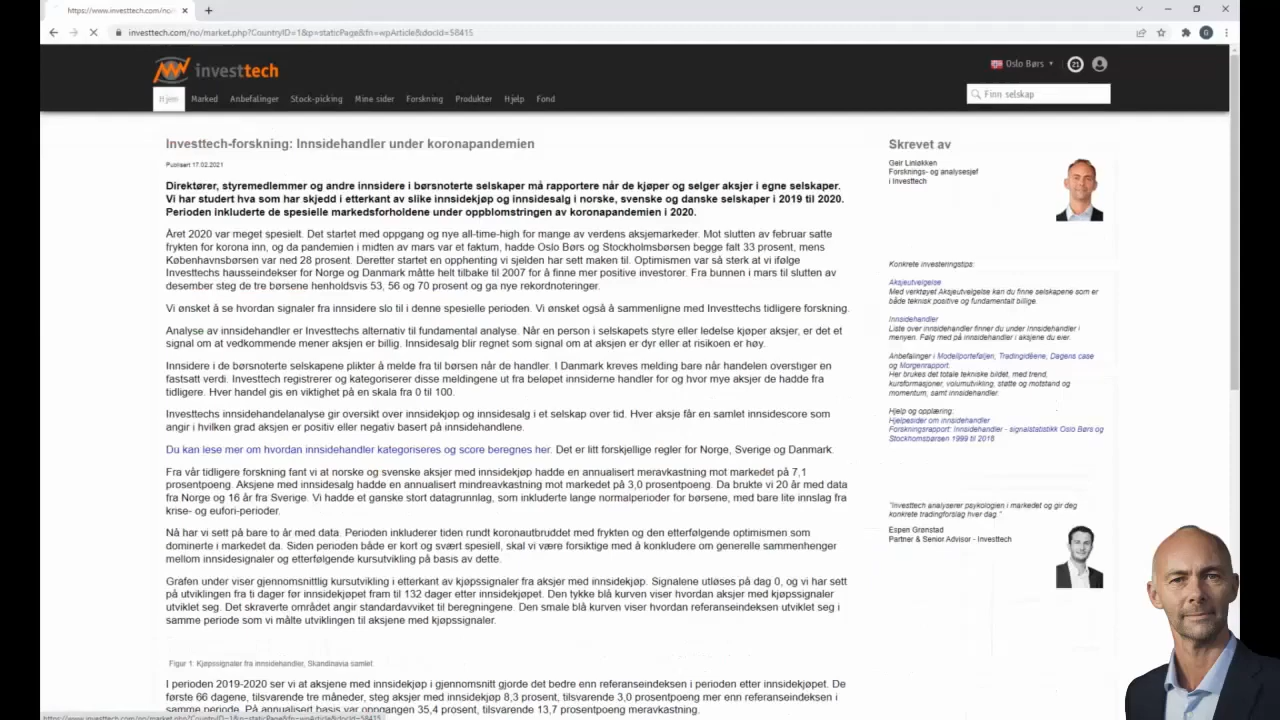 https://www.investtech.com/no/
investtech.com/no/market.php?CountryID=1&p=staticPage&fn=wpArticle&docId=58415
G
investtech
Oslo Børs
21
Hjem Marked Anbefalinger Stock-picking Mine sider Forskning Produkter Hjelp Fond
Finn selskap
Investtech-forskning: Innsidehandler under koronapandemien
Publisert 17.02.2021
Direktører, styremedlemmer og andre innsidere i børsnoterte selskaper må rapportere når de kjøper og selger aksjer i egne selskaper.
Vi har studert hva som har skjedd i etterkant av slike innsidekjøp og innsidesalg i norske, svenske og danske selskaper i 2019 til 2020.
Perioden inkluderte de spesielle markedsforholdene under oppblomstringen av koronapandemien i 2020.
Året 2020 var meget spesielt. Det startet med oppgang og nye all-time-high for mange av verdens aksjemarkeder. Mot slutten av februar satte
frykten for korona inn, og da pandemien i midten av mars var et faktum, hadde Oslo Børs og Stockholmsbørsen begge falt 33 prosent, mens
Københavnsbørsen var ned 28 prosent. Deretter startet en opphenting vi sjelden har sett maken til. Optimismen var så sterk at vi ifølge
Investtechs hausseindekser for Norge og Danmark måtte helt tilbake til 2007 for å finne mer positive investorer. Fra bunnen i mars til slutten av
desember steg de tre børsene henholdsvis 53, 56 og 70 prosent og ga nye rekordnoteringer.
Vi ønsket å se hvordan signaler fra innsidere slo til i denne spesielle perioden. Vi ønsket også å sammenligne med Investtechs tidligere forskning.
Analyse av innsidehandler er Investtechs alternativ til fundamental analyse. Når en person i selskapets styre eller ledelse kjøper aksjer, er det et
signal om at vedkommende mener aksjen er billig. Innsidesalg blir regnet som signal om at aksjen er dyr eller at risikoen er høy.
Innsidere i de børsnoterte selskapene plikter å melde fra til børsen når de handler. I Danmark kreves melding bare når handelen overstiger en
fastsatt verdi. Investtech registrerer og kategoriserer disse meldingene ut fra beløpet innsiderne handler for og hvor mye aksjer de hadde fra
tidligere. Hver handel gis en viktighet på en skala fra 0 til 100.
Investtechs innsidehandelanalyse gir oversikt over innsidekjøp og innsidesalg i et selskap over tid. Hver aksje får en samlet innsidescore som
angir i hvilken grad aksjen er positiv eller negativ basert på innsidehandlene.
Du kan lese mer om hvordan innsidehandler kategoriseres og score beregnes her. Det er litt forskjellige regler for Norge, Sverige og Danmark.
Fra vår tidligere forskning fant vi at norske og svenske aksjer med innsidekjøp hadde en annualisert meravkastning mot markedet på 7,1
prosentpoeng. Aksjene med innsidesalg hadde en annualisert mindreavkastning mot markedet på 3,0 prosentpoeng. Da brukte vi 20 år med data
fra Norge og 16 år fra Sverige. Vi hadde et ganske stort datagrunnlag, som inkluderte lange normalperioder for børsene, med bare lite innslag fra
krise- og eufori-perioder.
Nå har vi sett på bare to år med data. Perioden inkluderer tiden rundt koronautbruddet med frykten og den etterfølgende optimismen som
dominerte i markedet da. Siden perioden både er kort og svært spesiell, skal vi være forsiktige med å konkludere om generelle sammenhenger
mellom innsidesignaler og etterfølgende kursutvikling på basis av dette.
Grafen under viser gjennomsnittlig kursutvikling i etterkant av kjøpssignaler fra aksjer med innsidekjøp. Signalene utløses på dag 0, og vi har sett
på utviklingen fra ti dager før innsidekjøpet fram til 132 dager etter innsidekjøpet. Den tykke blå kurven viser hvordan aksjer med kjøpssignaler
utviklet seg. Det skraverte området angir standardavviket til beregningene. Den smale blå kurven viser hvordan referanseindeksen utviklet seg i
samme periode som vi målte utviklingen til aksjene med kjøpssignaler.
Figur 1: Kjøpssignaler fra innsidehandler, Skandinavia samlet.
I perioden 2019-2020 ser vi at aksjene med innsidekjøp i gjennomsnitt gjorde det bedre enn referanseindeksen i perioden etter innsidekjøpet. De
første 66 dagene, tilsvarende tre måneder, steg aksjer med innsidekjøp 8,3 prosent, tilsvarende 3,0 prosentpoeng mer enn referanseindeksen i
samme periode. På annualisert basis var oppgangen 35,4 prosent, tilsvarende 13,7 prosentpoeng meravkastning.
Skrevet av
Geir Linløkken
Forsknings- og analysesjef
i Investtech
Konkrete investeringstips:
Aksjeutvelgelse
Med verktøyet Aksjeutvelgelse kan du finne selskapene som er
både teknisk positive og fundamentalt billige.
Innsidehandler
Liste over innsidehandler finner du under Innsidehandler i
menyen. Følg med på innsidehandler i aksjene du eier.
Anbefalinger i Modellporteføljen, Tradingidéene, Dagens case
og Morgenrapport.
Her brukes det totale tekniske bildet, med trend,
kursformasjoner, volumutvikling, støtte og motstand og
momentum, samt innsidehandler.
Hjelp og opplæring:
Hjelpesider om innsidehandler
Forskningsrapport: Innsidehandler - signalstatistikk Oslo Børs og
Stockhomsbørsen 1999 til 2018
"Investtech analyserer psykologien i markedet og gir deg
konkrete tradingforslag hver dag."
Espen Grønstad
Partner & Senior Advisor - Investtech
https://www.investtech.com/no/market.php?CountryID=1&p=staticPage&fn=wpArticle&docId=58415